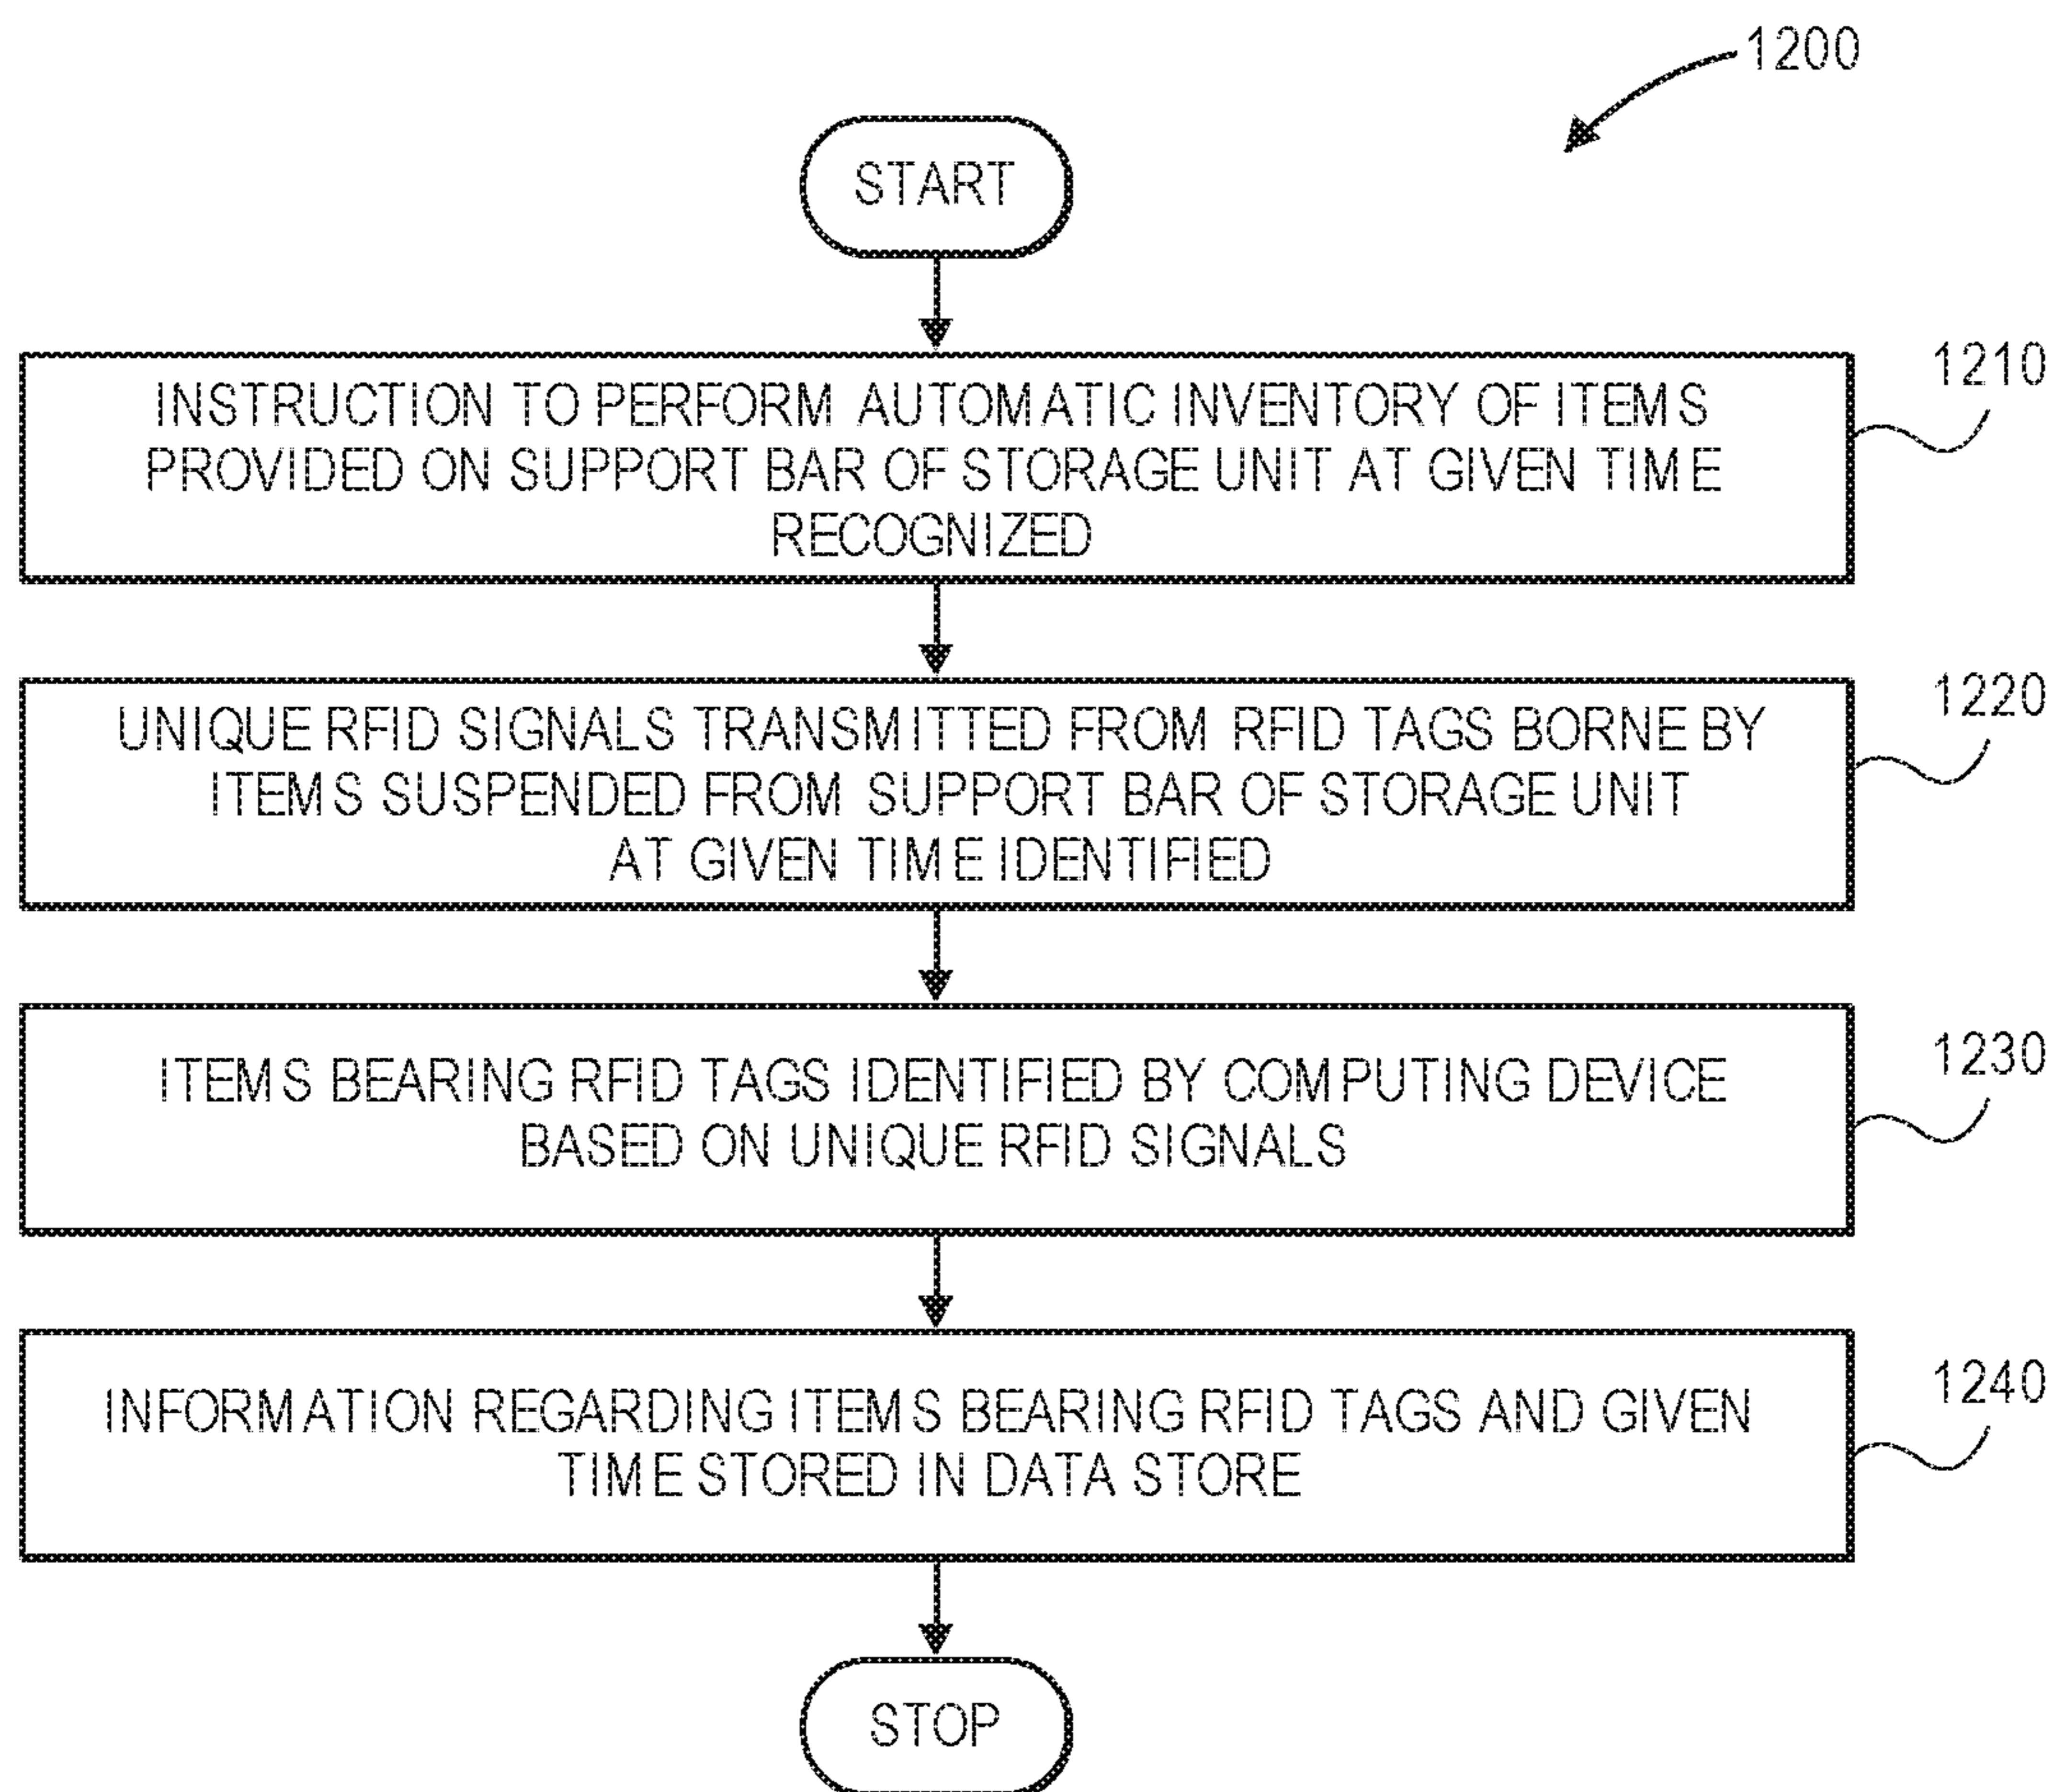 1200
START
1210
INSTRUCTION TO PERFORM AUTOMATIC INVENTORY OF ITEMS
PROVIDED ON SUPPORT BAR OF STORAGE UNIT AT GIVEN TIME
RECOGNIZED
1220
UNIQUE RFID SIGNALS TRANSMITTED FROM RFID TAGS BORNE BY
ITEMS SUSPENDED FROM SUPPORT BAR OF STORAGE UNIT
AT GIVEN TIME IDENTIFIED
1230
ITEMS BEARING RFID TAGS IDENTIFIED BY COMPUTING DEVICE
BASED ON UNIQUE RFID SIGNALS
1240
INFORMATION REGARDING ITEMS BEARING RFID TAGS AND GIVEN
TIME STORED IN DATA STORE
STOP